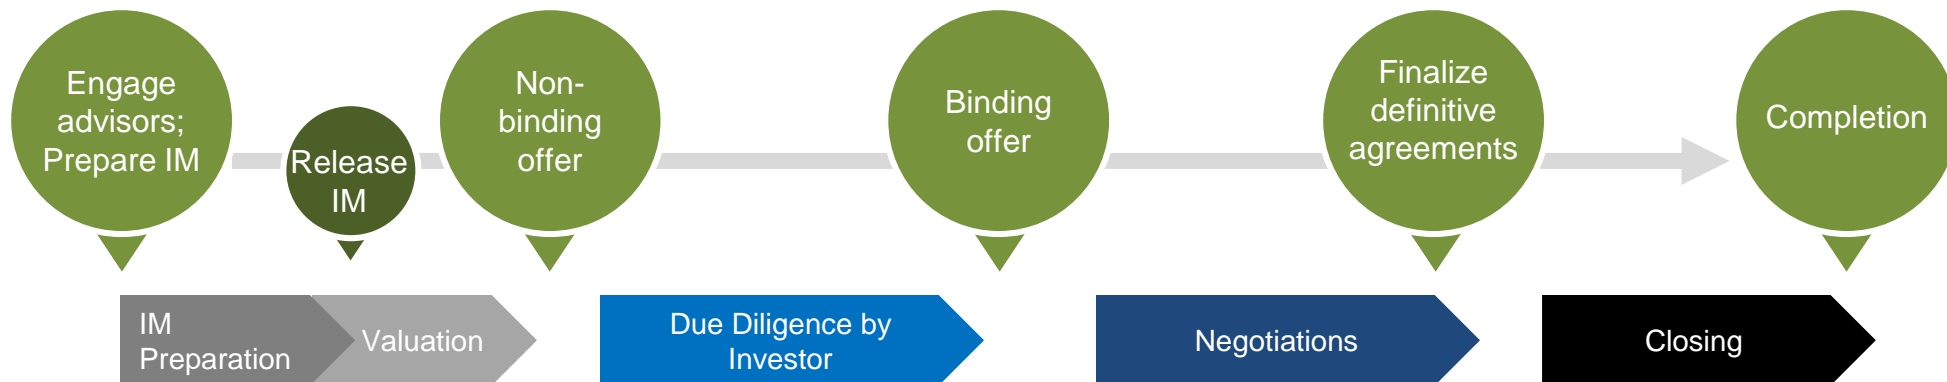 Engage
advisors;
Prepare IM
Release
IM
Non-
binding
offer
Binding
offer
Finalize
definitive
agreements
Completion
IM
Preparation
Valuation
Due Diligence by
Investor
Negotiations
Closing